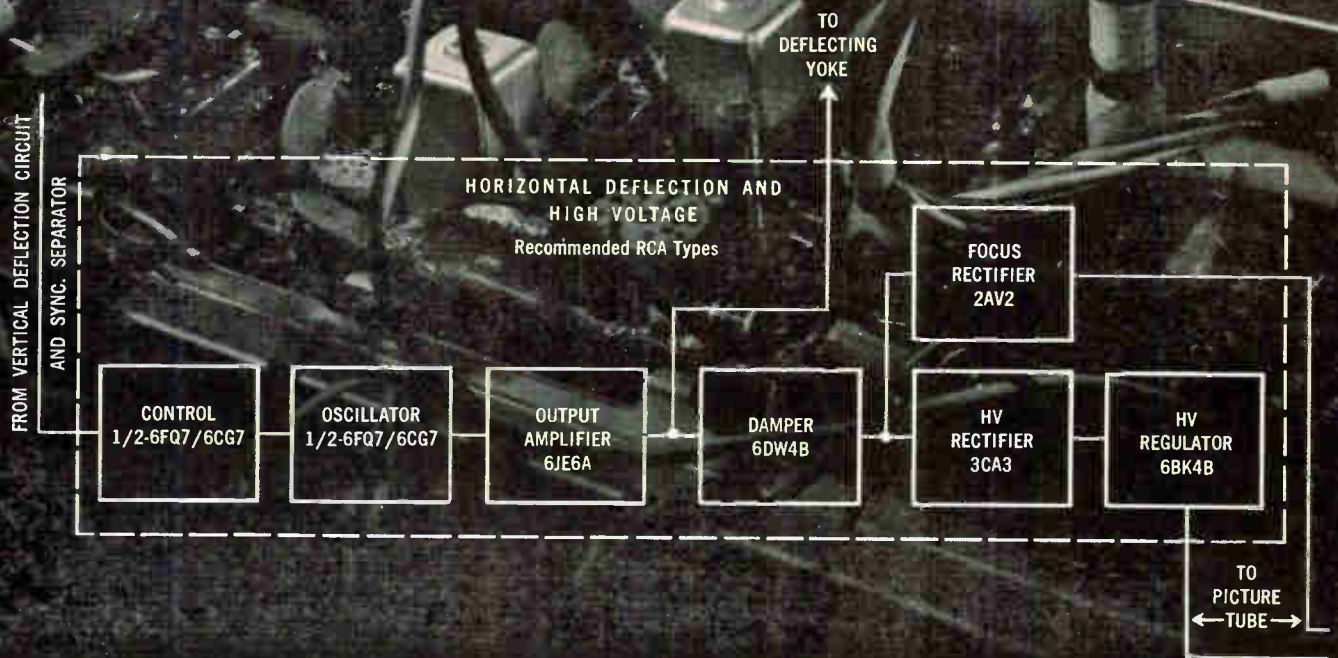 TO
DEFLECTING
YOKE
FROM VERTICAL DEFLECTION CIRCUIT
AND SYNC. SEPARATOR
HORIZONTAL DEFLECTION AND
HIGH VOLTAGE
Recommended RCA Types
FOCUS
RECTIFIER
2AV2
CONTROL
1/2-6FQ7/6CG7
OSCILLATOR
1/2-6FQ7/6CG7
OUTPUT
AMPLIFIER
6JE6A
DAMPER
6DW4B
HV
RECTIFIER
3CA3
HV
REGULATOR
6BK4B
TO
PICTURE
TUBE